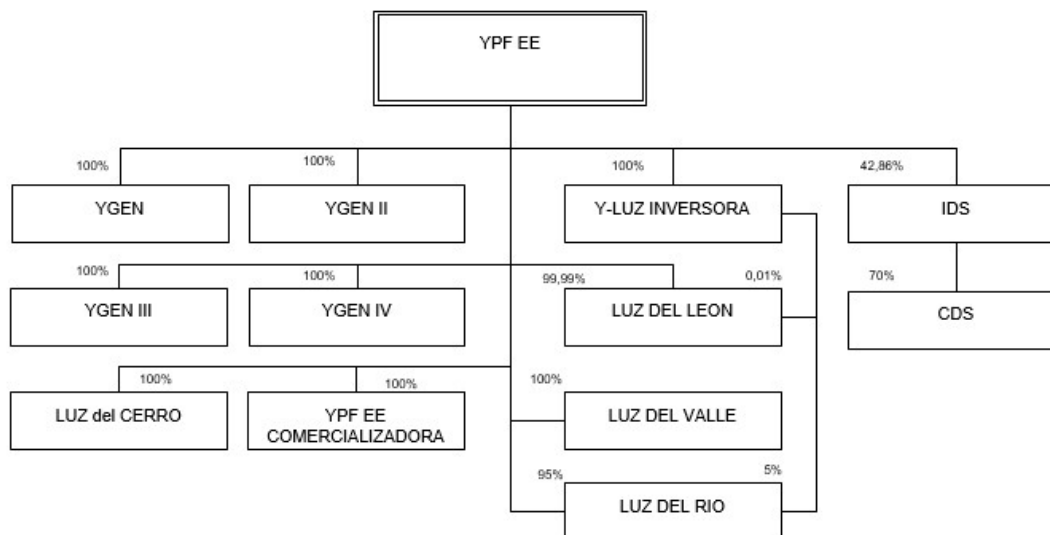 YPF EE
100%
100%
100%
42,86%
YGEN
YGEN II
Y-LUZ INVERSORA
IDS
100%
100%
99,99%
0,01%
70%
YGEN III
YGEN IV
LUZ DEL LEON
CDS
100%
100%
100%
LUZ del CERRO
YPF EE
COMERCIALIZADORA
LUZ DEL VALLE
95%
5%
LUZ DEL RIO